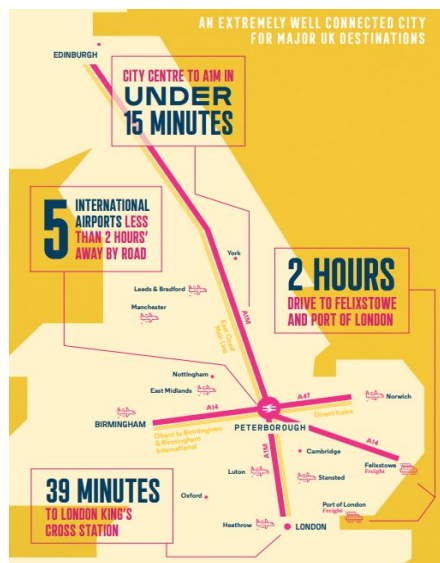 AN EXTREMELY WELL CONNECTED CITY
FOR MAJOR UK DESTINATIONS
EDINBURGH
CITY CENTRE TO A1M IN
UNDER
15 MINUTES
5
INTERNATIONAL
AIRPORTS LESS
THAN 2 HOURS'
AWAY BY ROAD
York
2 HOURS
DRIVE TO FELIXSTOWE
AND PORT OF LONDON
Leeds & Bradford
Manchester
A1M
East Coast
Main Line
Nottingham
East Midlands
A47
Norwich
A14
Direct trains
BIRMINGHAM
Direct to Birmingham
& Birmingham
International
PETERBOROUGH
A14
A1M
Cambridge
Luton
Stansted
Felixstowe
Freight
39 MINUTES
TO LONDON KING'S
CROSS STATION
Oxford
Port of London
Freight
Heathrow
LONDON